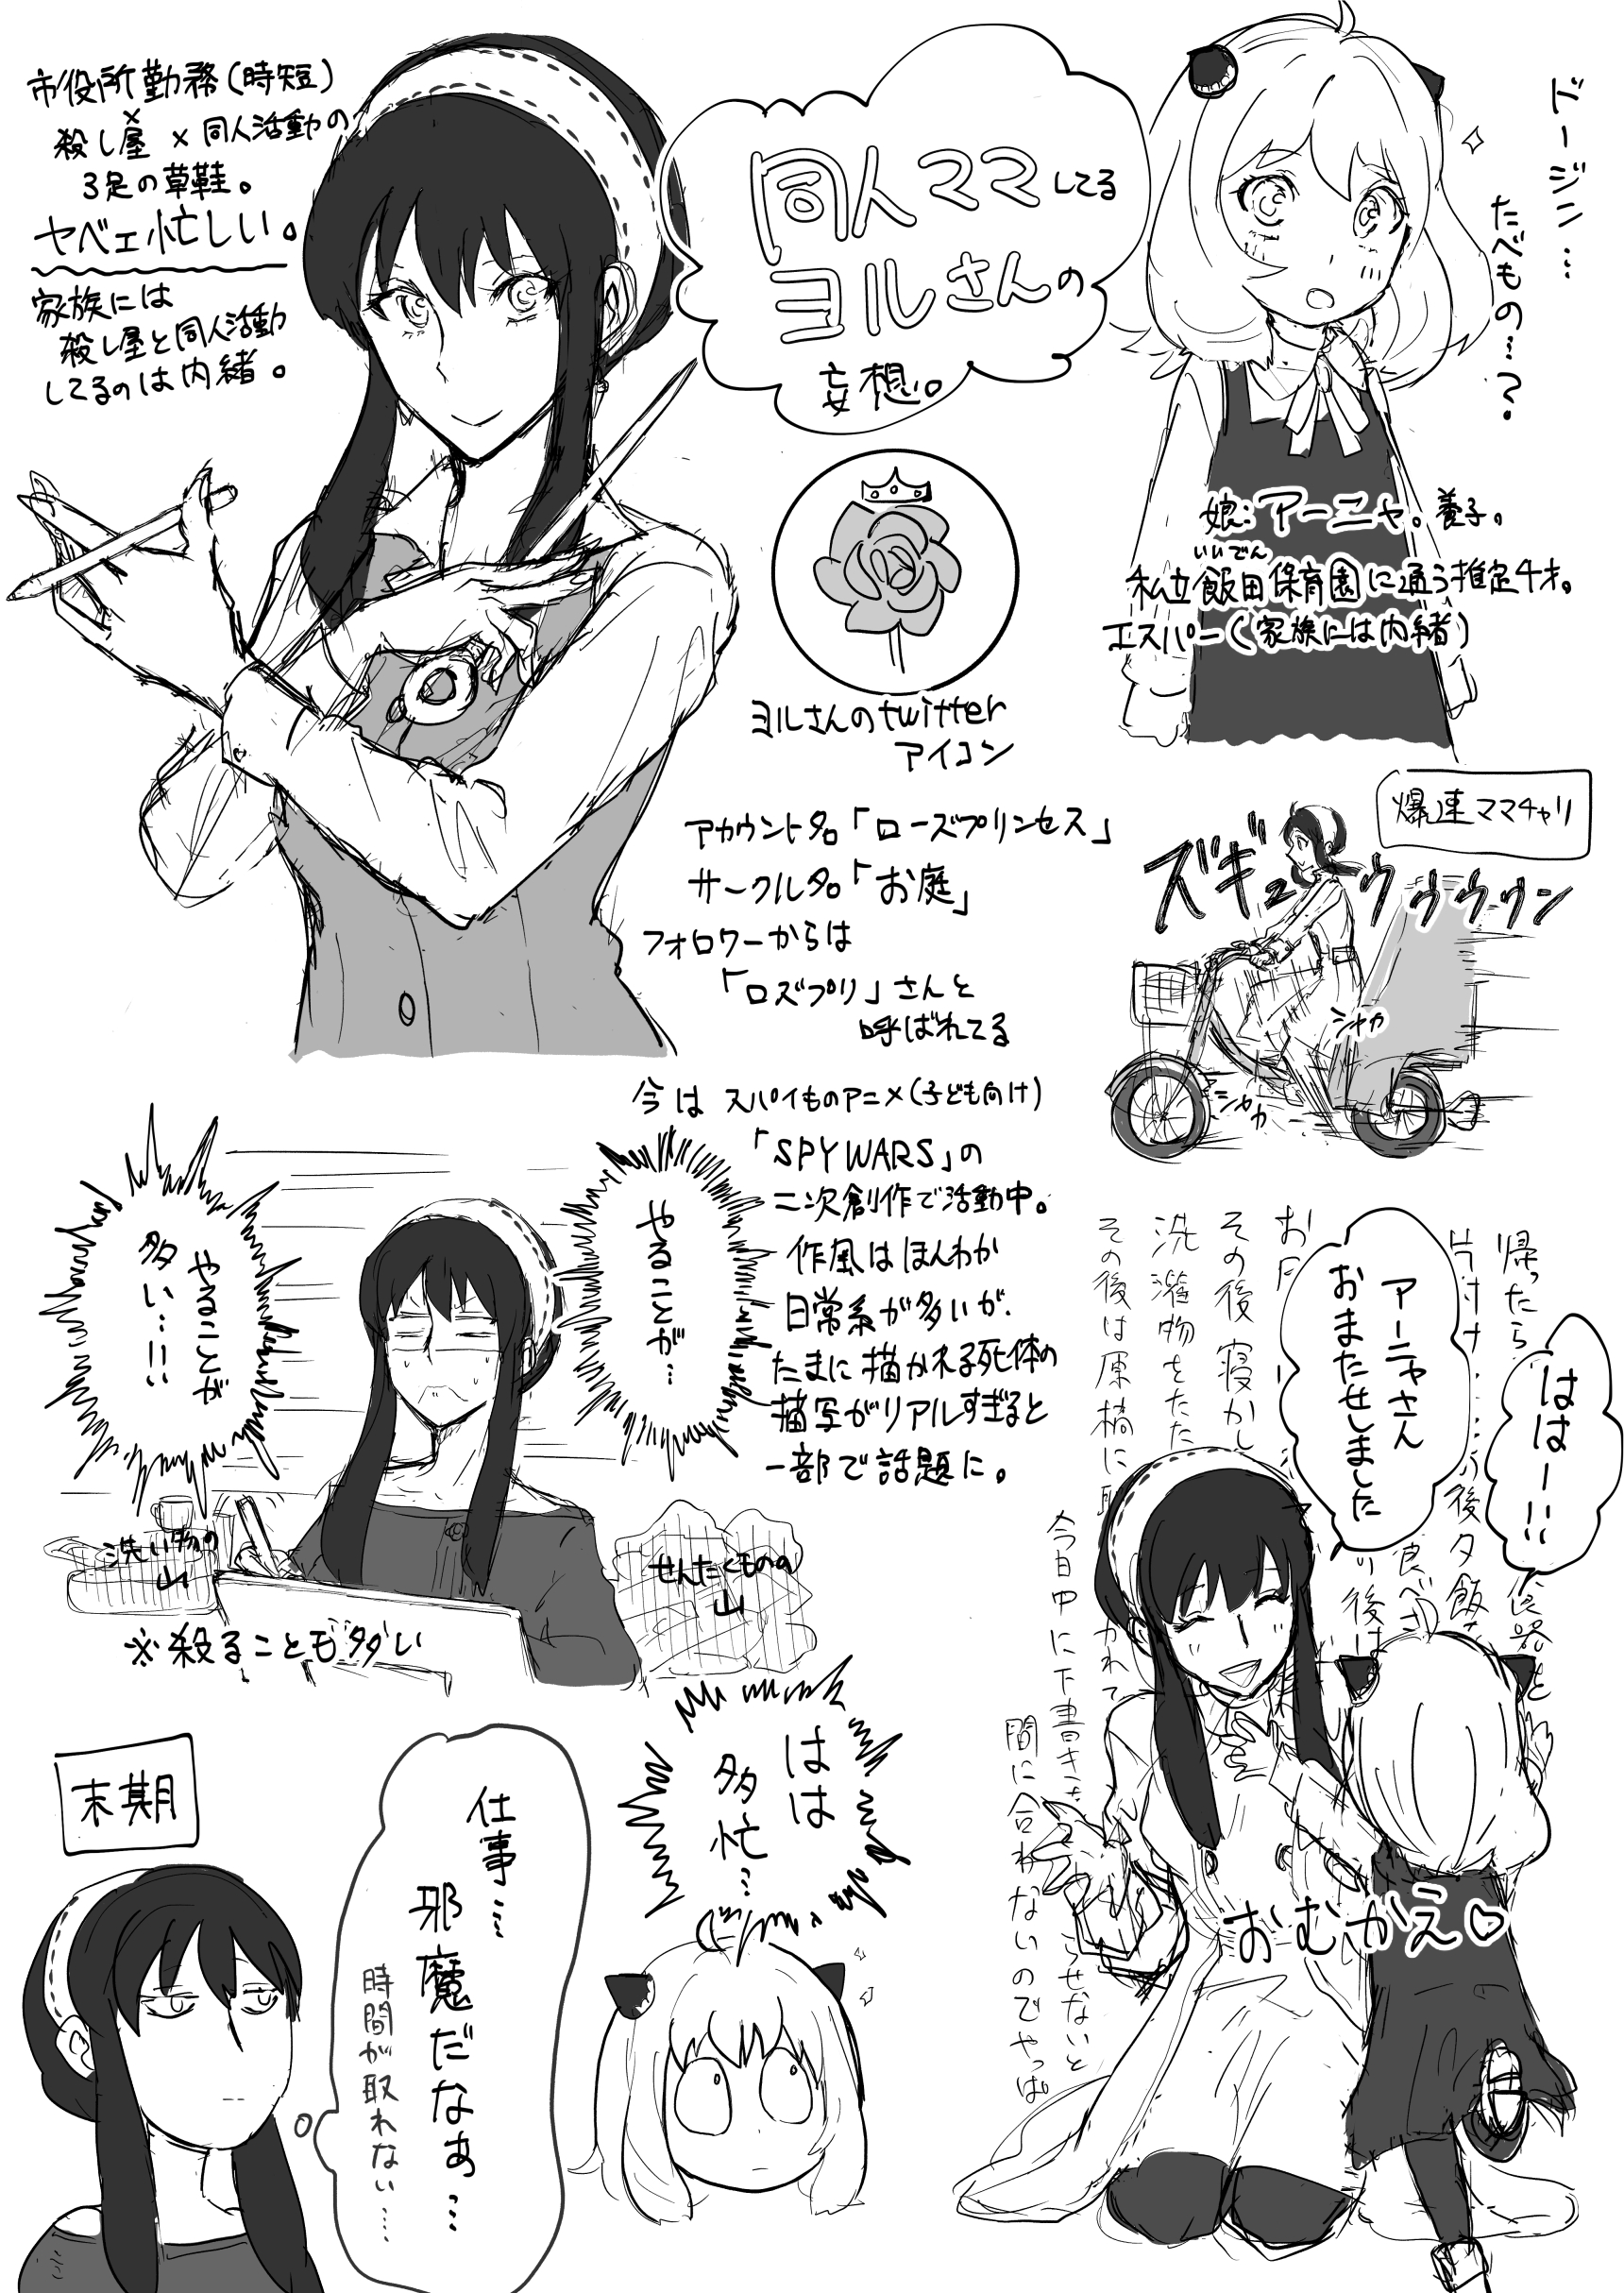 同人ママしてる
ヨルさんの
妄想。
市役所勤務(時短)
×
殺し屋×同人活動の
3足の草鞋。
ヤベェ忙しい。
家族には
殺し屋と同人活動
してるのは内緒。
ドージン…
たべもの…?
娘:アーニャ。養子。
いいでん
私立飯田保育園に通う推定4才。
エスパー(家族には内緒)
ヨルさんのtwitter
アイコン
アカウント名「ローズプリンセス」
サークル名「お庭」
フォロワーからは
「ロズプリ」さんと
呼ばれてる
爆速ママチャリ
ズギュウゥウウウン
シャカ
シャカ
今はスパイものアニメ(子ども向け)
「SPY WARS」の
二次創作で活動中。
作風はほんわか
日常系が多いが、
たまに描かれる死体の
描写がリアルすぎると
一部で話題に。
やることが…
やることが
多い…!!
洗い物の
山
せんたくものの
山
※殺ることも多い
はは
多忙…
末期
仕事…
邪魔だなぁ…
時間が取れない……
ははー!!
アーニャさん
おまたせしました
帰ったら
食器と
片付け……
後夕飯
食べさ
後は
その後寝かし
洗濯物をたた
その後は原稿に
かれて
今日中に下書き
らせないと
間に合わないのでやっぱ
おむかえ♡